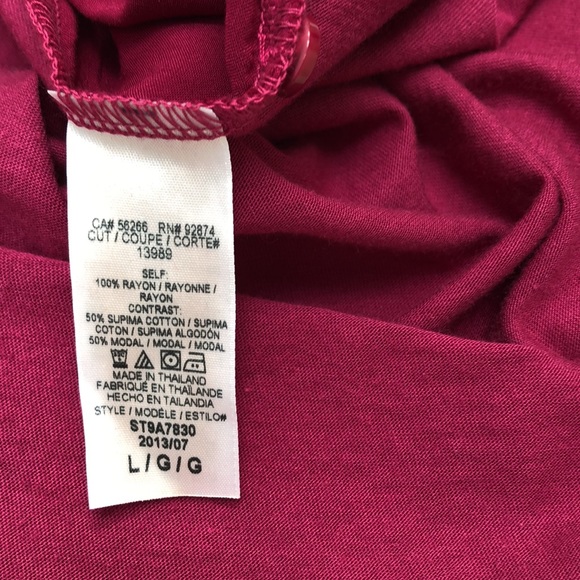 CA# 56266 RN# 92874
CUT / COUPE / CORTE#
13989
SELF:
100% RAYON / RAYONNE /
RAYON
CONTRAST:
50% SUPIMA COTTON / SUPIMA
COTON / SUPIMA ALGODÓN
50% MODAL / MODAL / MODAL
MADE IN THAILAND
FABRIQUÉ EN THAÏLANDE
HECHO EN TAILANDIA
STYLE / MODÈLE / ESTILO#
ST9A7830
2013/07
L / G / G